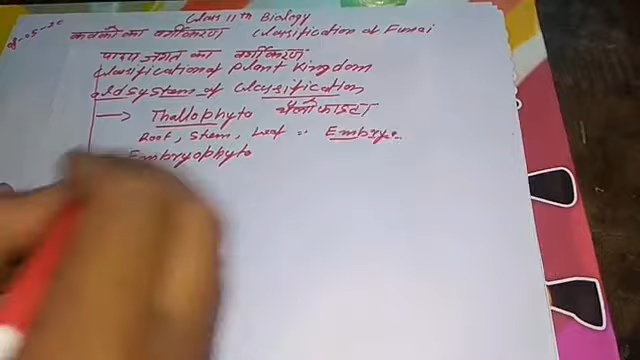 Class 11th Biology
कवकों का वर्गीकरण Classification of Fungi
पादप जगत का वर्गीकरण
Classification of Plant Kingdom
old system of Classification
→ Thallophyta थैलोफाइटा
Root, Stem, Leaf Embryo
Embryophyta